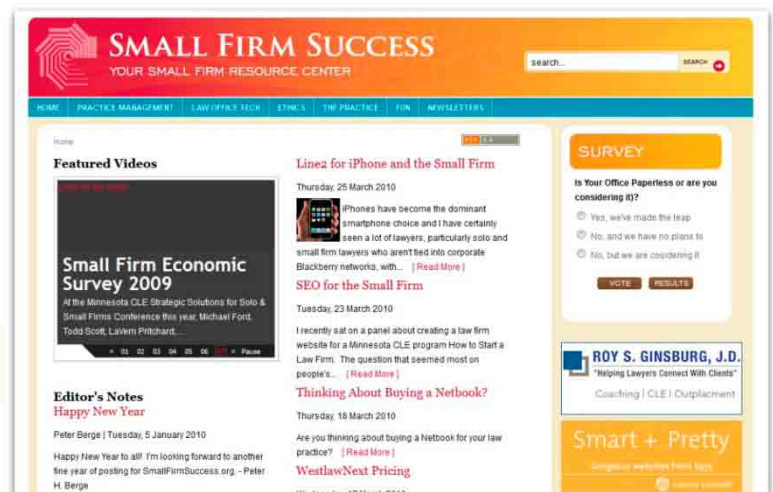 SMALL FIRM SUCCESS
YOUR SMALL FIRM RESOURCE CENTER
search...
SEARCH
HOME PRACTICE MANAGEMENT LAW OFFICE TECH ETHICS THE PRACTICE FUN NEWSLETTERS
Home
Featured Videos
Small Firm Economic
Survey 2009
At the Minnesota CLE Strategic Solutions for Solo &
Small Firms Conference this year, Michael Ford,
Todd Scott, LaVern Pritchard, ...
« 01 02 03 04 05 06 » Pause
Editor's Notes
Happy New Year
Peter Berge | Tuesday, 5 January 2010
Happy New Year to all! I'm looking forward to another
fine year of posting for SmallFirmSuccess.org. - Peter
H. Berge
Line2 for iPhone and the Small Firm
Thursday, 25 March 2010
iPhones have become the dominant
smartphone choice and I have certainly
seen a lot of lawyers, particularly solo and
small firm lawyers who aren't tied into corporate
Blackberry networks, with... [ Read More ]
SEO for the Small Firm
Tuesday, 23 March 2010
I recently sat on a panel about creating a law firm
website for a Minnesota CLE program How to Start a
Law Firm. The question that seemed most on
people's... [ Read More ]
Thinking About Buying a Netbook?
Thursday, 18 March 2010
Are you thinking about buying a Netbook for your law
practice? [ Read More ]
WestlawNext Pricing
SURVEY
Is Your Office Paperless or are you
considering it)?
Yes, we've made the leap
No, and we have no plans to
No, but we are cosidering it
VOTE RESULTS
ROY S. GINSBURG, J.D.
"Helping Lawyers Connect With Clients"
Coaching | CLE | Outplacment
Smart + Pretty
Gorgeous websites from